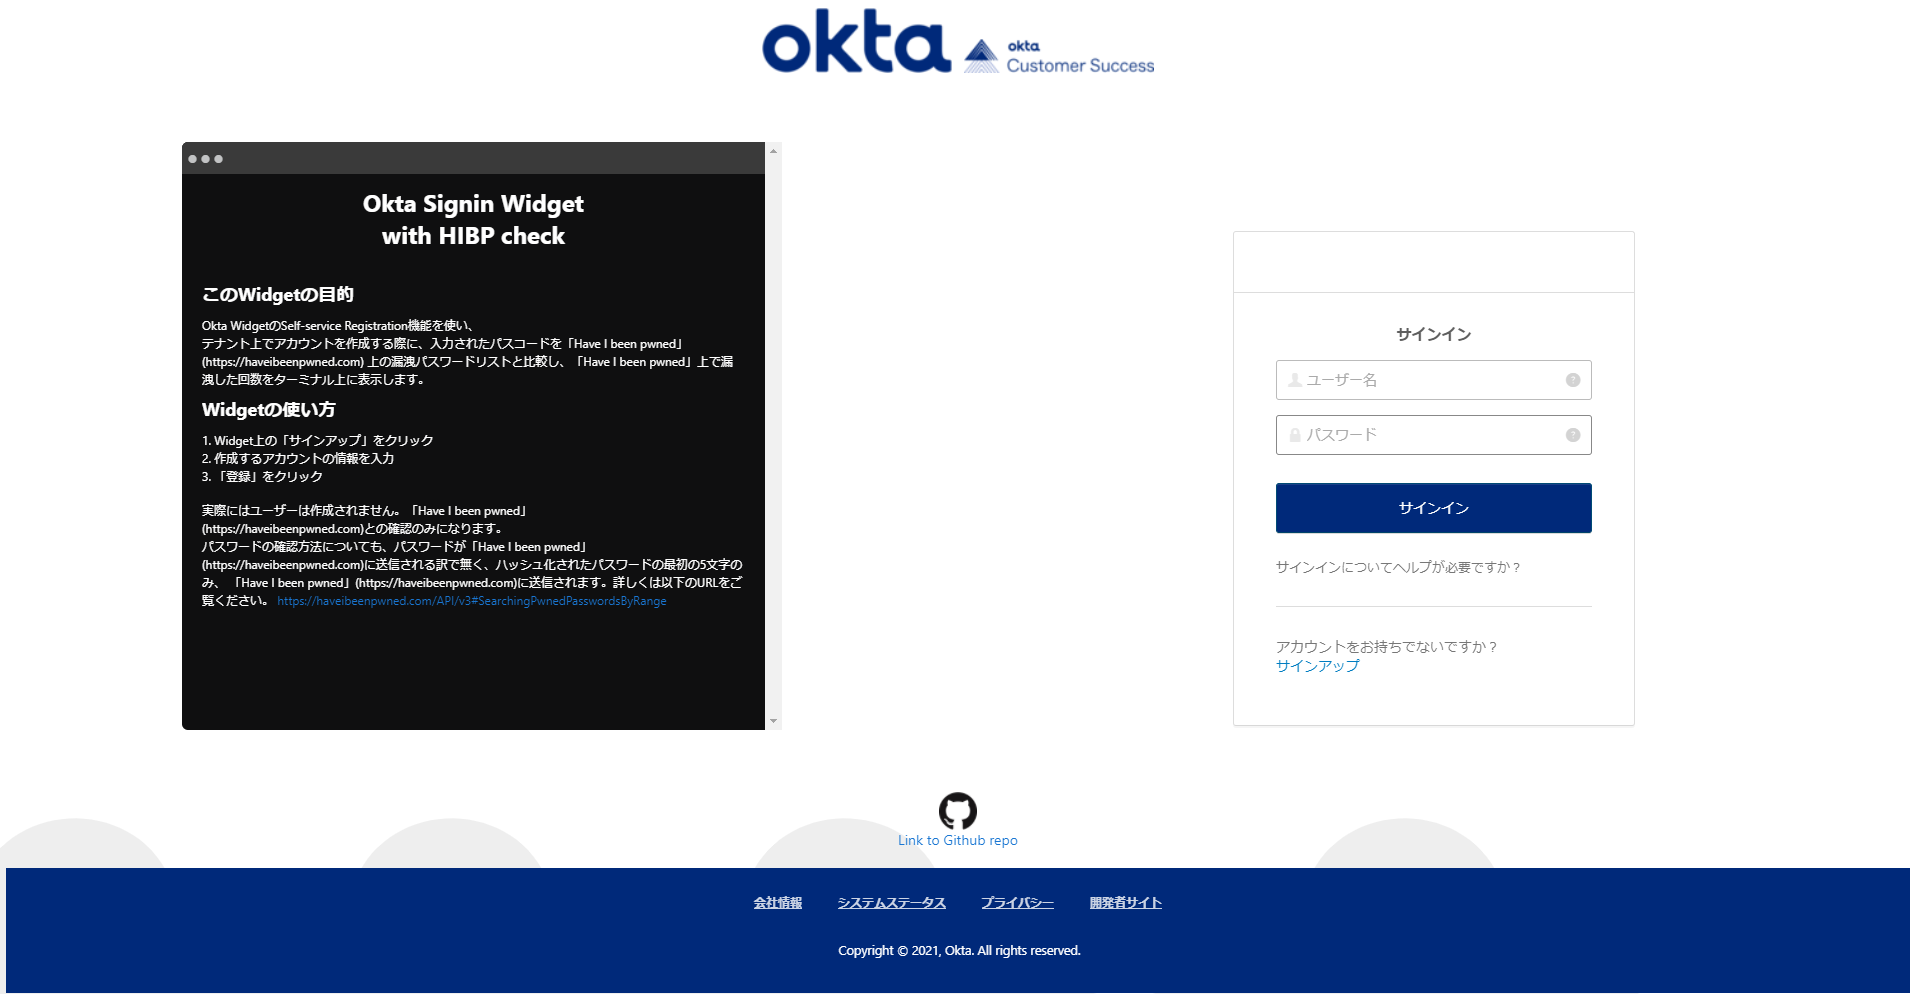 okta
okta
Customer Success
Okta Signin Widget
with HIBP check
このWidgetの目的
Okta WidgetのSelf-service Registration機能を使い、
テナント上でアカウントを作成する際に、入力されたパスコードを「Have I been pwned」
(https://haveibeenpwned.com) 上の漏洩パスワードリストと比較し、「Have I been pwned」上で漏
洩した回数をターミナル上に表示します。
Widgetの使い方
1. Widget上の「サインアップ」をクリック
2. 作成するアカウントの情報を入力
3. 「登録」をクリック
実際にはユーザーは作成されません。「Have I been pwned」
(https://haveibeenpwned.com)との確認のみになります。
パスワードの確認方法についても、パスワードが「Have I been pwned」
(https://haveibeenpwned.com)に送信される訳で無く、ハッシュ化されたパスワードの最初の5文字の
み、 「Have I been pwned」(https://haveibeenpwned.com)に送信されます。詳しくは以下のURLをご
覧ください。 https://haveibeenpwned.com/API/v3#SearchingPwnedPasswordsByRange
サインイン
ユーザー名
パスワード
サインイン
サインインについてヘルプが必要ですか？
アカウントをお持ちでないですか？
サインアップ
Link to Github repo
会社情報 システムステータス プライバシー 開発者サイト
Copyright © 2021, Okta. All rights reserved.